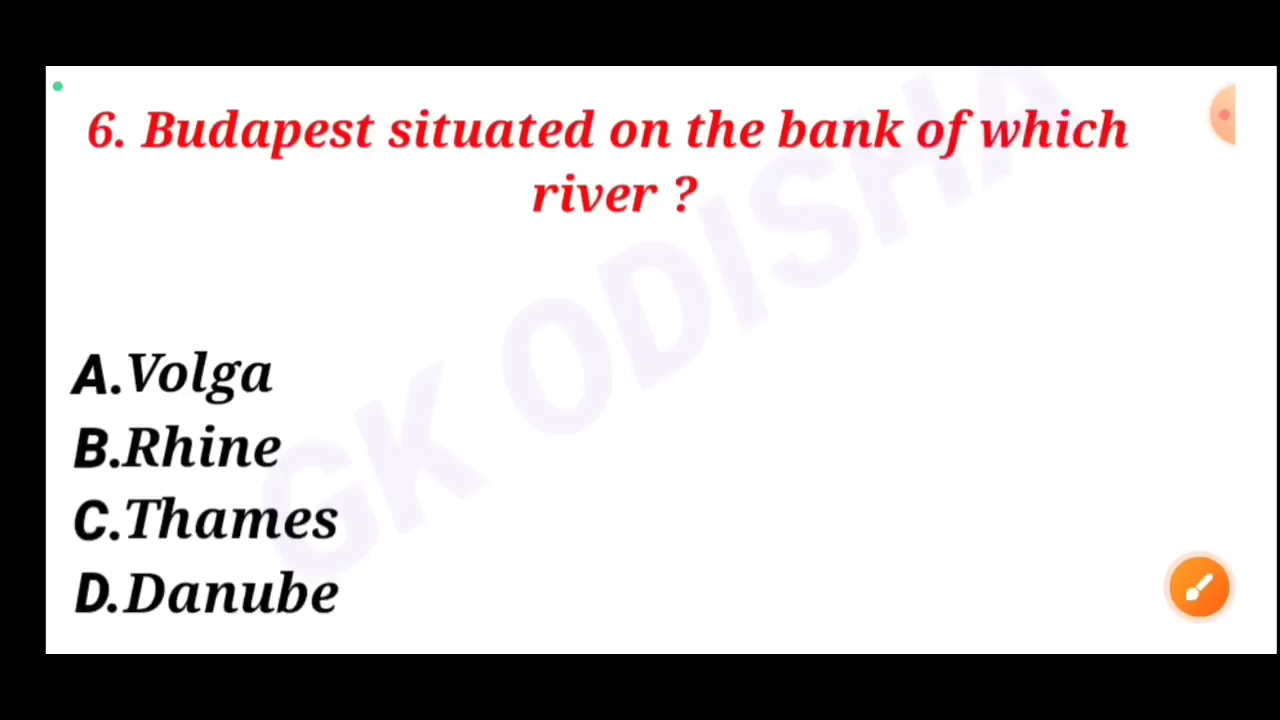 6. Budapest situated on the bank of which
river ?
A.Volga
B.Rhine
C.Thames
D.Danube
GK ODISHA